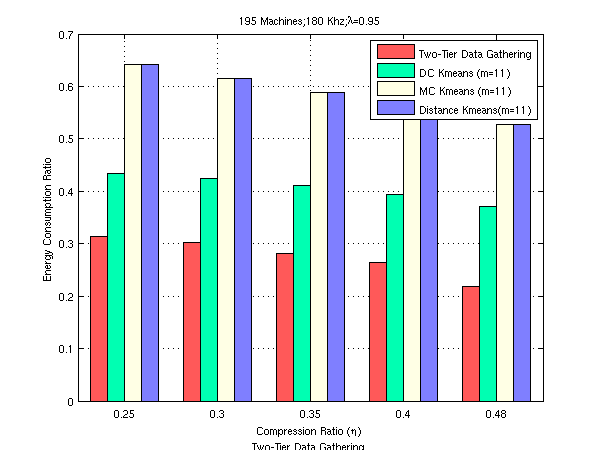 195 Machines;180 Khz;λ=0.95
0.7
0.6
0.5
0.4
0.3
0.2
0.1
0
Energy Consumption Ratio
Two-Tier Data Gathering
DC Kmeans (m=11)
MC Kmeans (m=11)
Distance Kmeans(m=11)
0.25 0.3 0.35 0.4 0.48
Compression Ratio (η)
Two-Tier Data Gathering